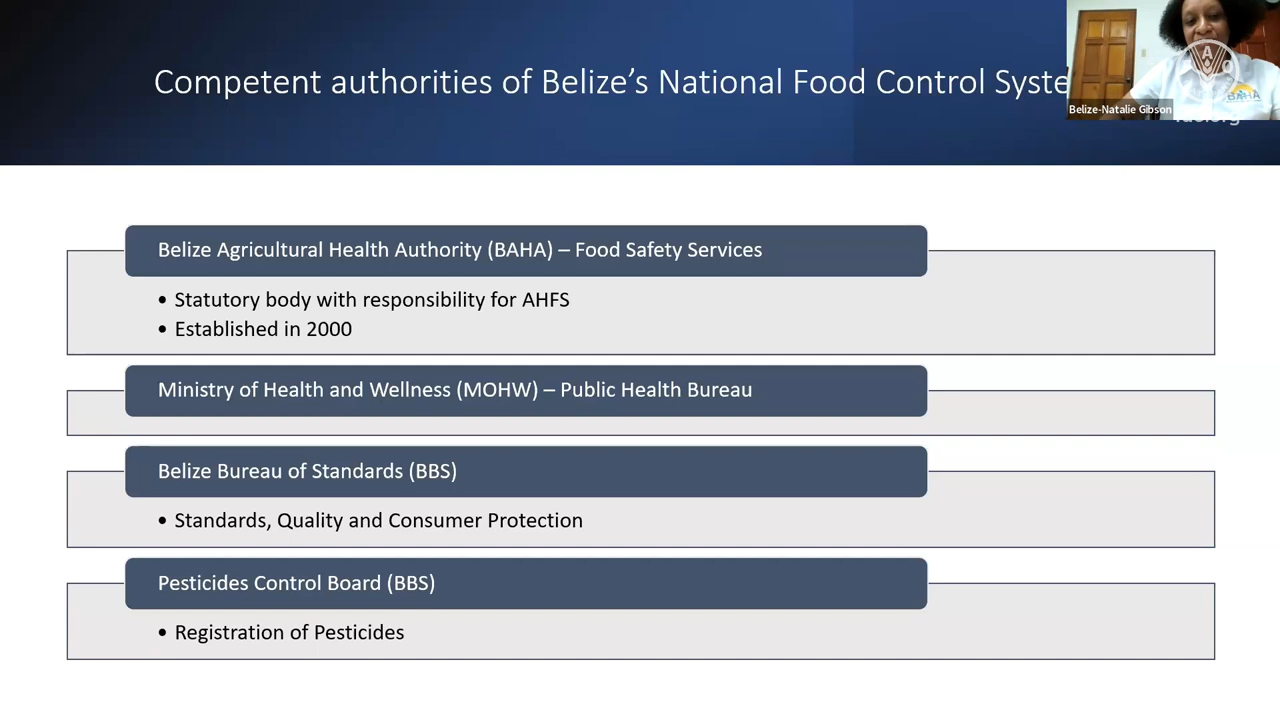 Competent authorities of Belize's National Food Control Syste
Belize-Natalie Gibson
BAHA
Belize Agricultural Health Authority (BAHA) – Food Safety Services
• Statutory body with responsibility for AHFS
• Established in 2000
Ministry of Health and Wellness (MOHW) – Public Health Bureau
Belize Bureau of Standards (BBS)
• Standards, Quality and Consumer Protection
Pesticides Control Board (BBS)
• Registration of Pesticides